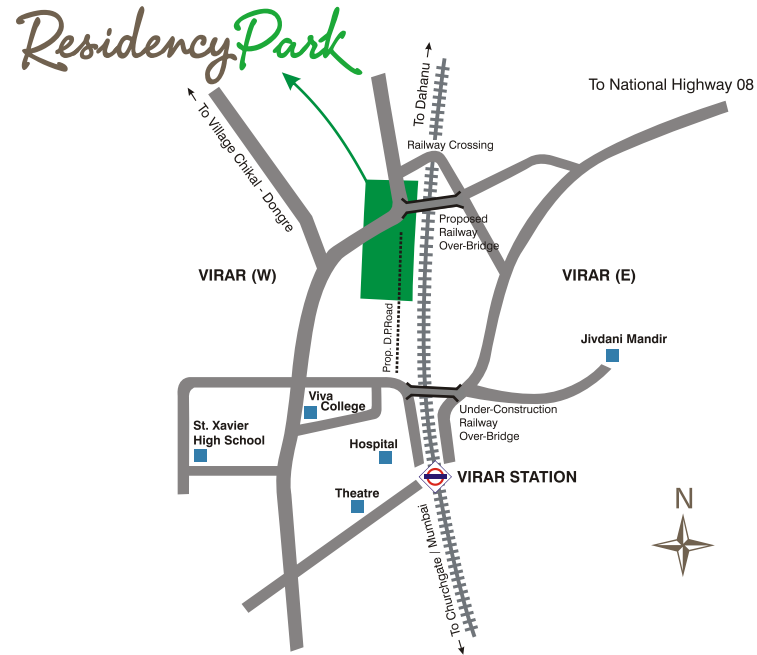 ResidencyPark
To Dahanu
To National Highway 08
To Village Chikal - Dongre
Railway Crossing
Proposed
Railway
Over-Bridge
VIRAR (W)
VIRAR (E)
Prop. D.P.Road
Jivdani Mandir
Viva
College
Under-Construction
Railway
Over-Bridge
St. Xavier
High School
Hospital
VIRAR STATION
Theatre
N
To Churchgate / Mumbai